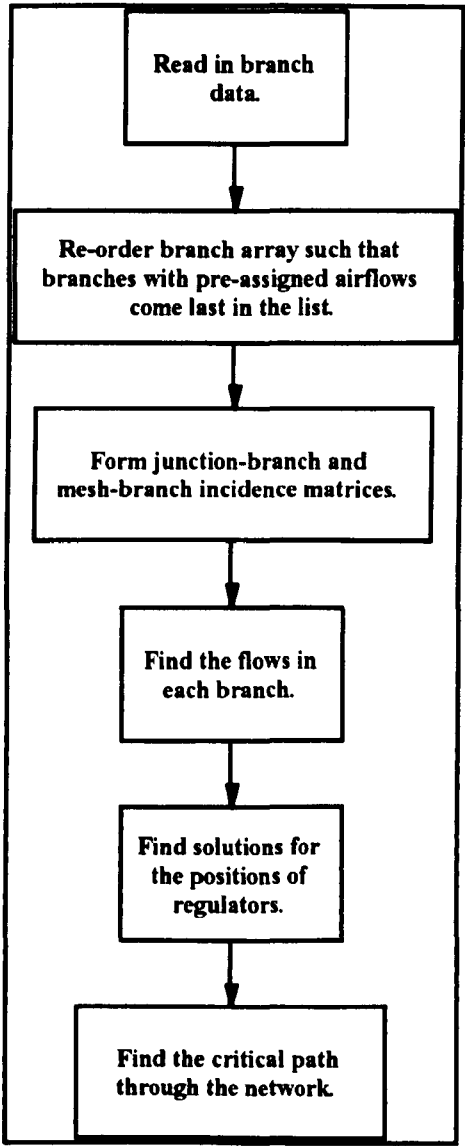 Read in branch
data.
Re-order branch array such that
branches with pre-assigned airflows
come last in the list.
Form junction-branch and
mesh-branch incidence matrices.
Find the flows in
each branch.
Find solutions for
the positions of
regulators.
Find the critical path
through the network.